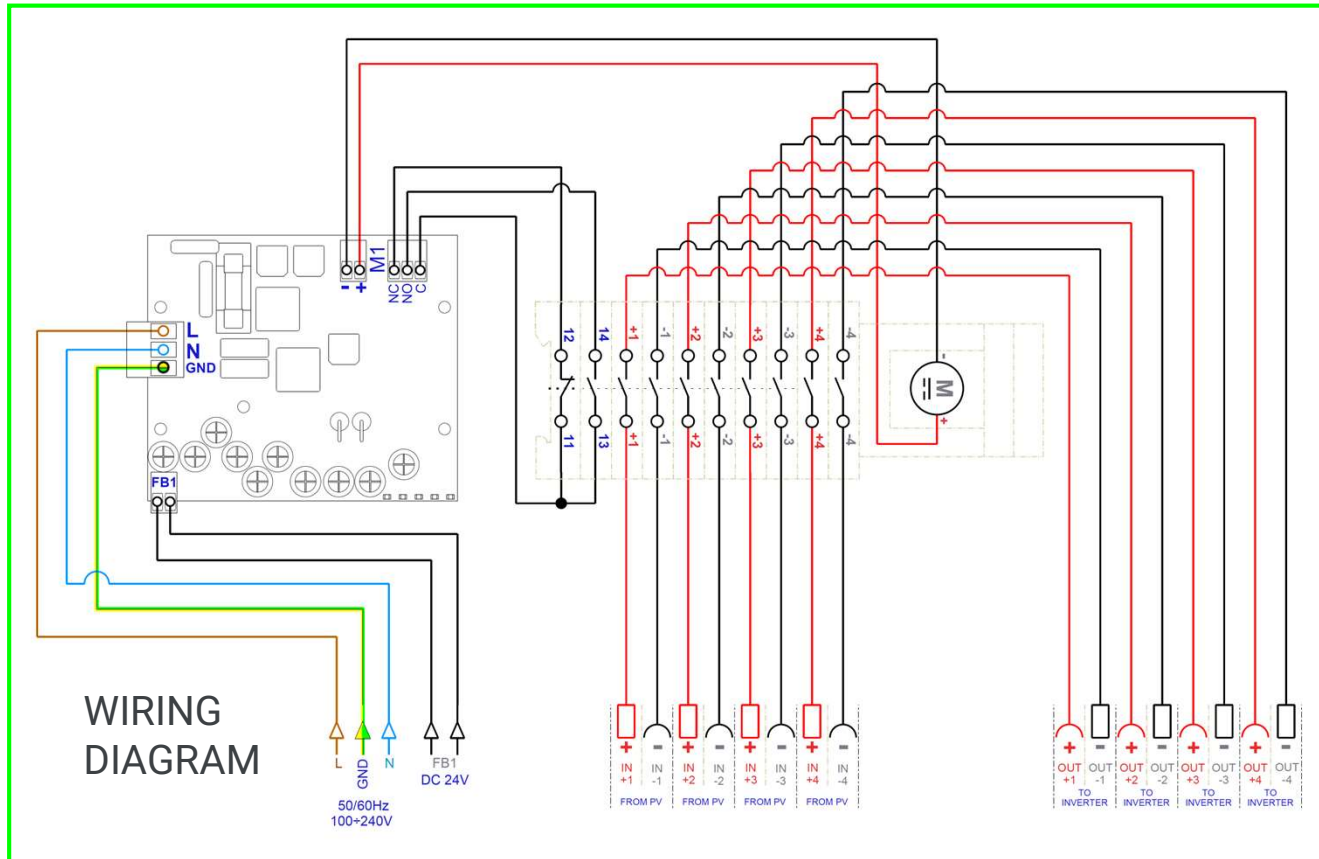 M1
- +
NC NO C
L
N
GND
12 14 +1 -1 +2 -2 +3 -3 +4 -4
-
M
+
11 13 +1 -1 +2 -2 +3 -3 +4 -4
FB1
WIRING
DIAGRAM
L GND N FB1
DC 24V
50/60Hz
100÷240V
+ - + - + - + -
IN IN IN IN IN IN IN IN
+1 -1 +2 -2 +3 -3 +4 -4
FROM PV FROM PV FROM PV FROM PV
+ - + - + - + -
OUT OUT OUT OUT OUT OUT OUT OUT
+1 -1 +2 -2 +3 -3 +4 -4
TO TO TO TO
INVERTER INVERTER INVERTER INVERTER